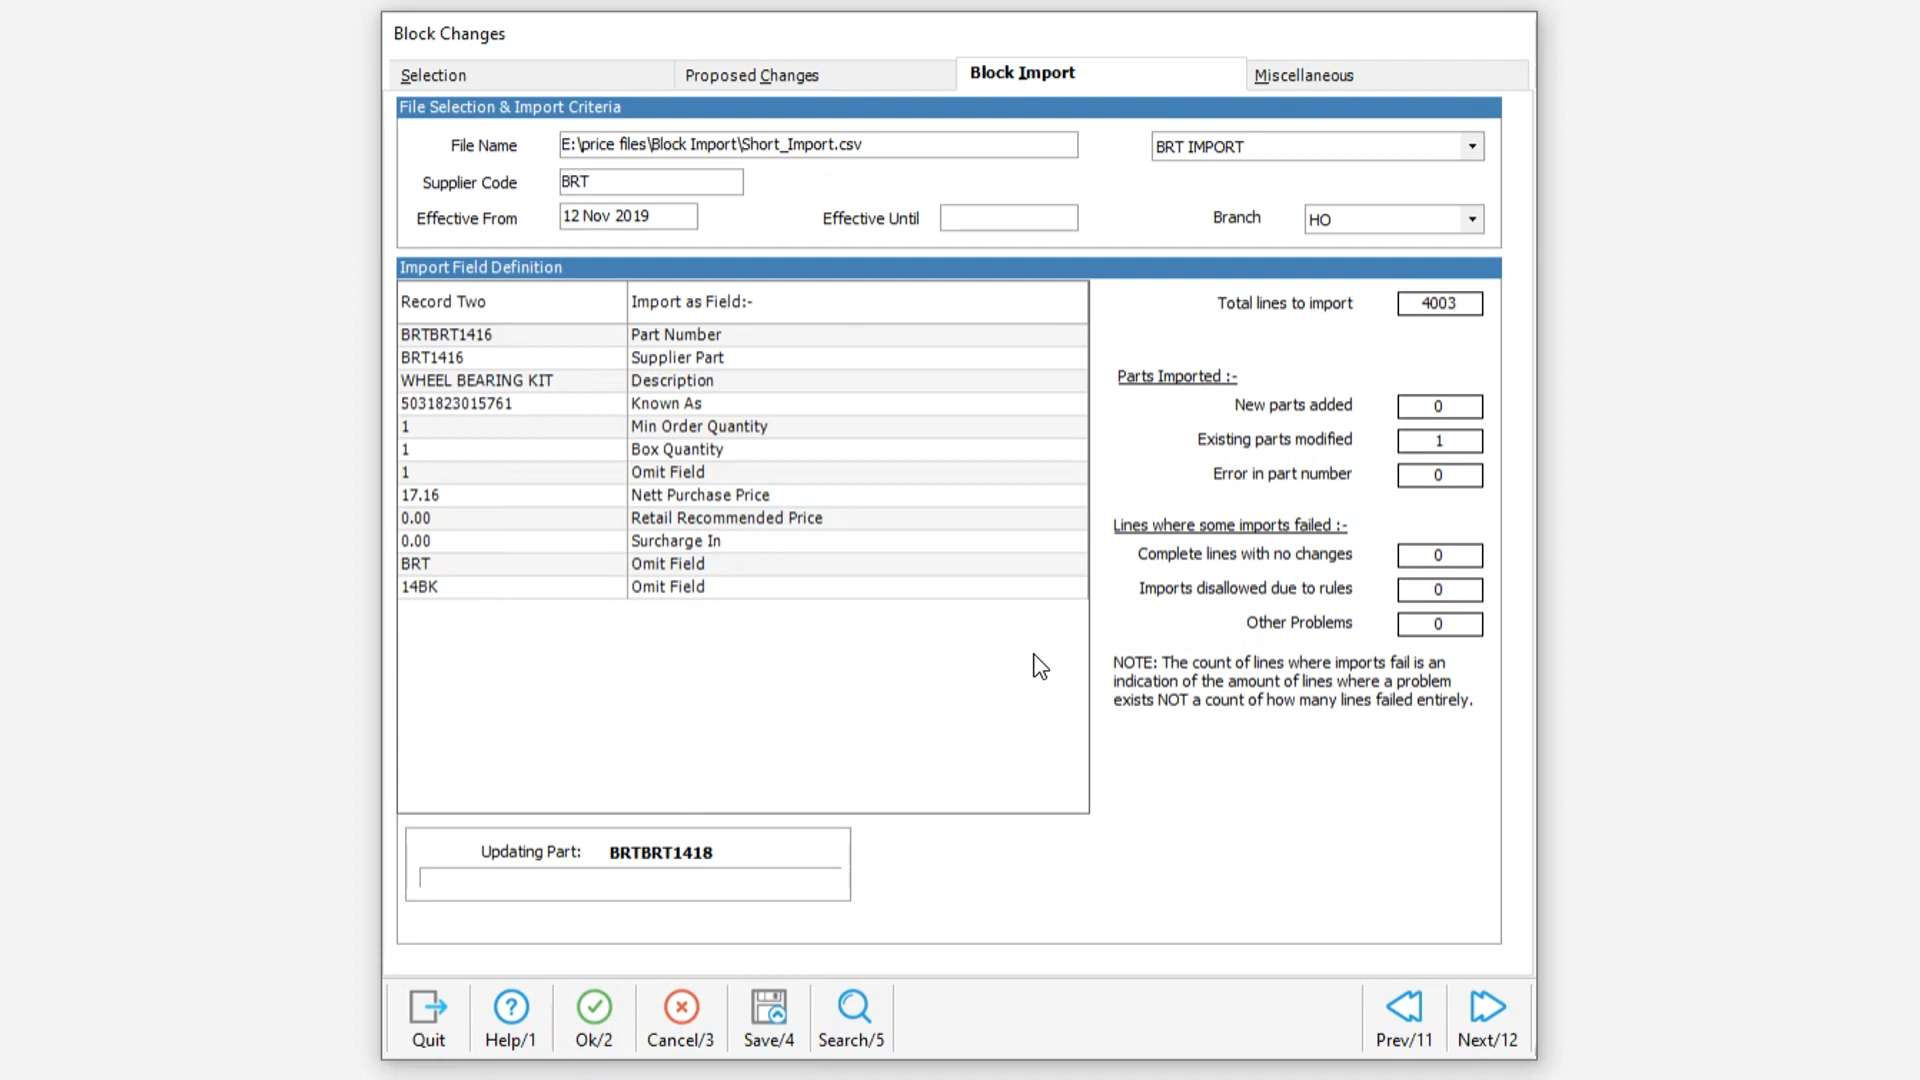 Block Changes
Selection
Proposed Changes
Block Import
Miscellaneous
File Selection & Import Criteria
File Name E:\price files\Block Import\Short_Import.csv BRT IMPORT
Supplier Code BRT
Effective From 12 Nov 2019 Effective Until Branch HO
Import Field Definition
Record Two Import as Field:-
BRTBRT1416 Part Number
BRT1416 Supplier Part
WHEEL BEARING KIT Description
5031823015761 Known As
1 Min Order Quantity
1 Box Quantity
1 Omit Field
17.16 Nett Purchase Price
0.00 Retail Recommended Price
0.00 Surcharge In
BRT Omit Field
14BK Omit Field
Total lines to import 4003
Parts Imported :-
New parts added 0
Existing parts modified 1
Error in part number 0
Lines where some imports failed :-
Complete lines with no changes 0
Imports disallowed due to rules 0
Other Problems 0
NOTE: The count of lines where imports fail is an
indication of the amount of lines where a problem
exists NOT a count of how many lines failed entirely.
Updating Part: BRTBRT1418
Quit
Help/1
Ok/2
Cancel/3
Save/4
Search/5
Prev/11
Next/12